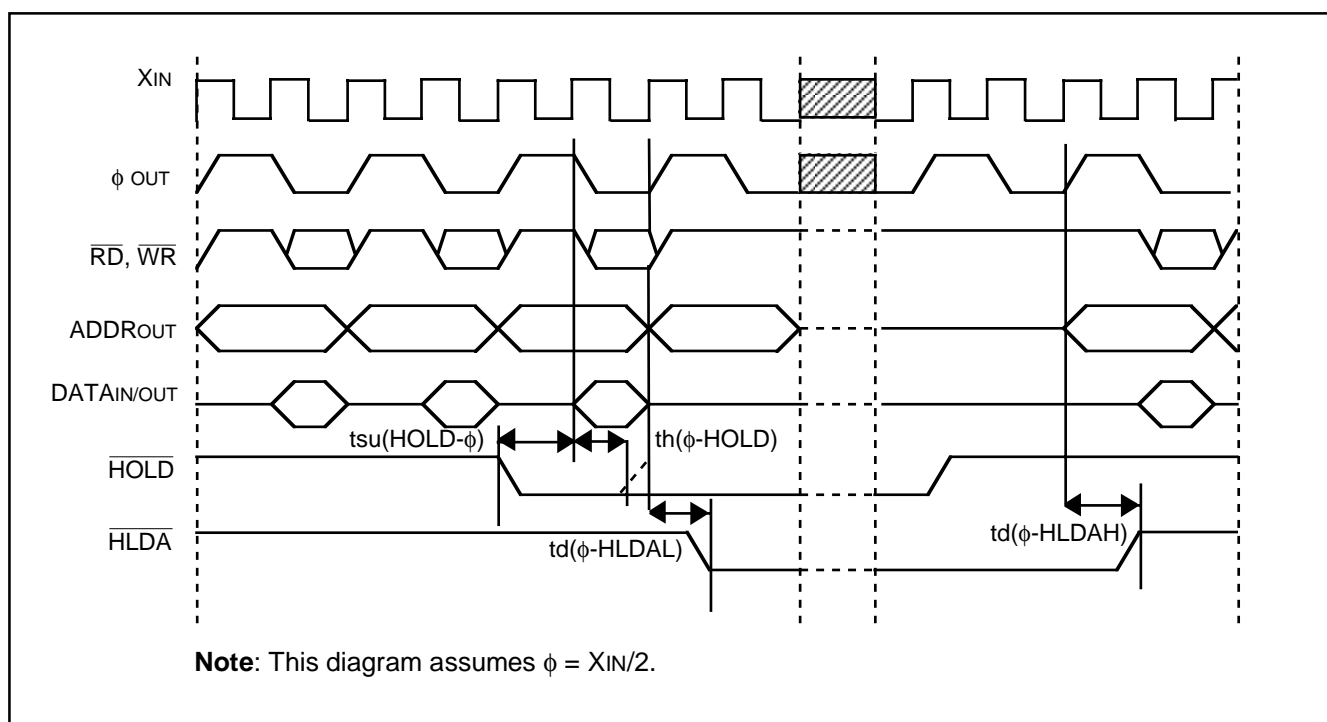 XIN
ϕ OUT
RD, WR
ADDROUT
DATAIN/OUT
tsu(HOLD-ϕ)
th(ϕ-HOLD)
HOLD
HLDA
td(ϕ-HLDAL)
td(ϕ-HLDAH)
Note: This diagram assumes ϕ = XIN/2.